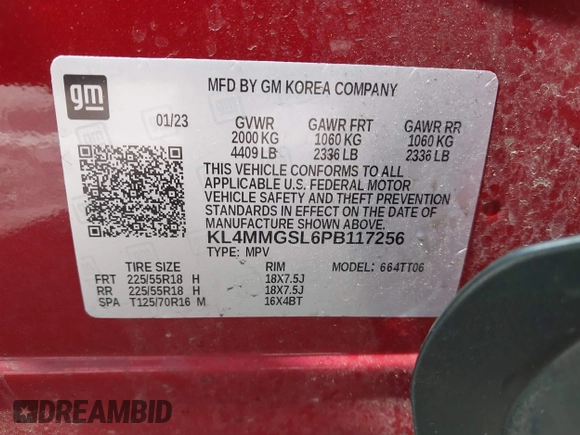 gm
MFD BY GM KOREA COMPANY
01/23 GVWR GAWR FRT GAWR RR
2000 KG 1060 KG 1060 KG
4409 LB 2336 LB 2336 LB
THIS VEHICLE CONFORMS TO ALL
APPLICABLE U.S. FEDERAL MOTOR
VEHICLE SAFETY AND THEFT PREVENTION
STANDARDS IN EFFECT ON THE DATE OF
MANUFACTURE SHOWN ABOVE.
KL4MMGSL6PB117256
TYPE: MPV
TIRE SIZE RIM MODEL: 664TT06
FRT 225/55R18 H 18X7.5J
RR 225/55R18 H 18X7.5J
SPA T125/70R16 M 16X4BT
DREAMBID